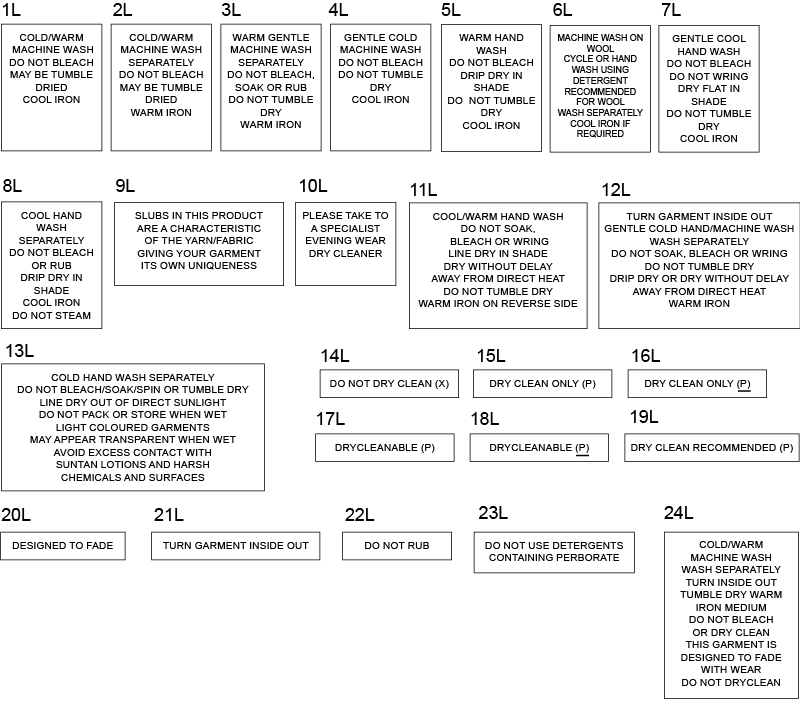 1L
COLD/WARM
MACHINE WASH
DO NOT BLEACH
MAY BE TUMBLE
DRIED
COOL IRON
2L
COLD/WARM
MACHINE WASH
SEPARATELY
DO NOT BLEACH
MAY BE TUMBLE
DRIED
WARM IRON
3L
WARM GENTLE
MACHINE WASH
SEPARATELY
DO NOT BLEACH,
SOAK OR RUB
DO NOT TUMBLE
DRY
WARM IRON
4L
GENTLE COLD
MACHINE WASH
DO NOT BLEACH
DO NOT TUMBLE
DRY
COOL IRON
5L
WARM HAND
WASH
DO NOT BLEACH
DRIP DRY IN
SHADE
DO NOT TUMBLE
DRY
COOL IRON
6L
MACHINE WASH ON
WOOL
CYCLE OR HAND
WASH USING
DETERGENT
RECOMMENDED
FOR WOOL
WASH SEPARATELY
COOL IRON IF
REQUIRED
7L
GENTLE COOL
HAND WASH
DO NOT BLEACH
DO NOT WRING
DRY FLAT IN
SHADE
DO NOT TUMBLE
DRY
COOL IRON
8L
COOL HAND
WASH
SEPARATELY
DO NOT BLEACH
OR RUB
DRIP DRY IN
SHADE
COOL IRON
DO NOT STEAM
9L
SLUBS IN THIS PRODUCT
ARE A CHARACTERISTIC
OF THE YARN/FABRIC
GIVING YOUR GARMENT
ITS OWN UNIQUENESS
10L
PLEASE TAKE TO
A SPECIALIST
EVENING WEAR
DRY CLEANER
11L
COOL/WARM HAND WASH
DO NOT SOAK,
BLEACH OR WRING
LINE DRY IN SHADE
DRY WITHOUT DELAY
AWAY FROM DIRECT HEAT
DO NOT TUMBLE DRY
WARM IRON ON REVERSE SIDE
12L
TURN GARMENT INSIDE OUT
GENTLE COLD HAND/MACHINE WASH
WASH SEPARATELY
DO NOT SOAK, BLEACH OR WRING
DO NOT TUMBLE DRY
DRIP DRY OR DRY WITHOUT DELAY
AWAY FROM DIRECT HEAT
WARM IRON
13L
COLD HAND WASH SEPARATELY
DO NOT BLEACH/SOAK/SPIN OR TUMBLE DRY
LINE DRY OUT OF DIRECT SUNLIGHT
DO NOT PACK OR STORE WHEN WET
LIGHT COLOURED GARMENTS
MAY APPEAR TRANSPARENT WHEN WET
AVOID EXCESS CONTACT WITH
SUNTAN LOTIONS AND HARSH
CHEMICALS AND SURFACES
14L
DO NOT DRY CLEAN (X)
15L
DRY CLEAN ONLY (P)
16L
DRY CLEAN ONLY (P)
17L
DRYCLEANABLE (P)
18L
DRYCLEANABLE (P)
19L
DRY CLEAN RECOMMENDED (P)
20L
DESIGNED TO FADE
21L
TURN GARMENT INSIDE OUT
22L
DO NOT RUB
23L
DO NOT USE DETERGENTS
CONTAINING PERBORATE
24L
COLD/WARM
MACHINE WASH
WASH SEPARATELY
TURN INSIDE OUT
TUMBLE DRY WARM
IRON MEDIUM
DO NOT BLEACH
OR DRY CLEAN
THIS GARMENT IS
DESIGNED TO FADE
WITH WEAR
DO NOT DRYCLEAN